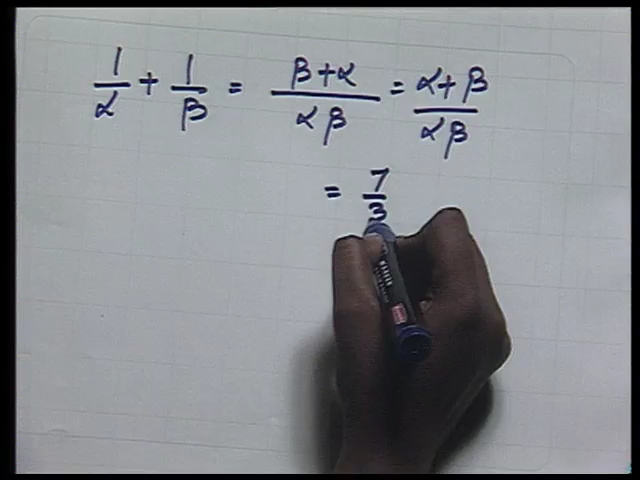 1/α + 1/β = β+α/αβ = α+β/αβ
= 7/3